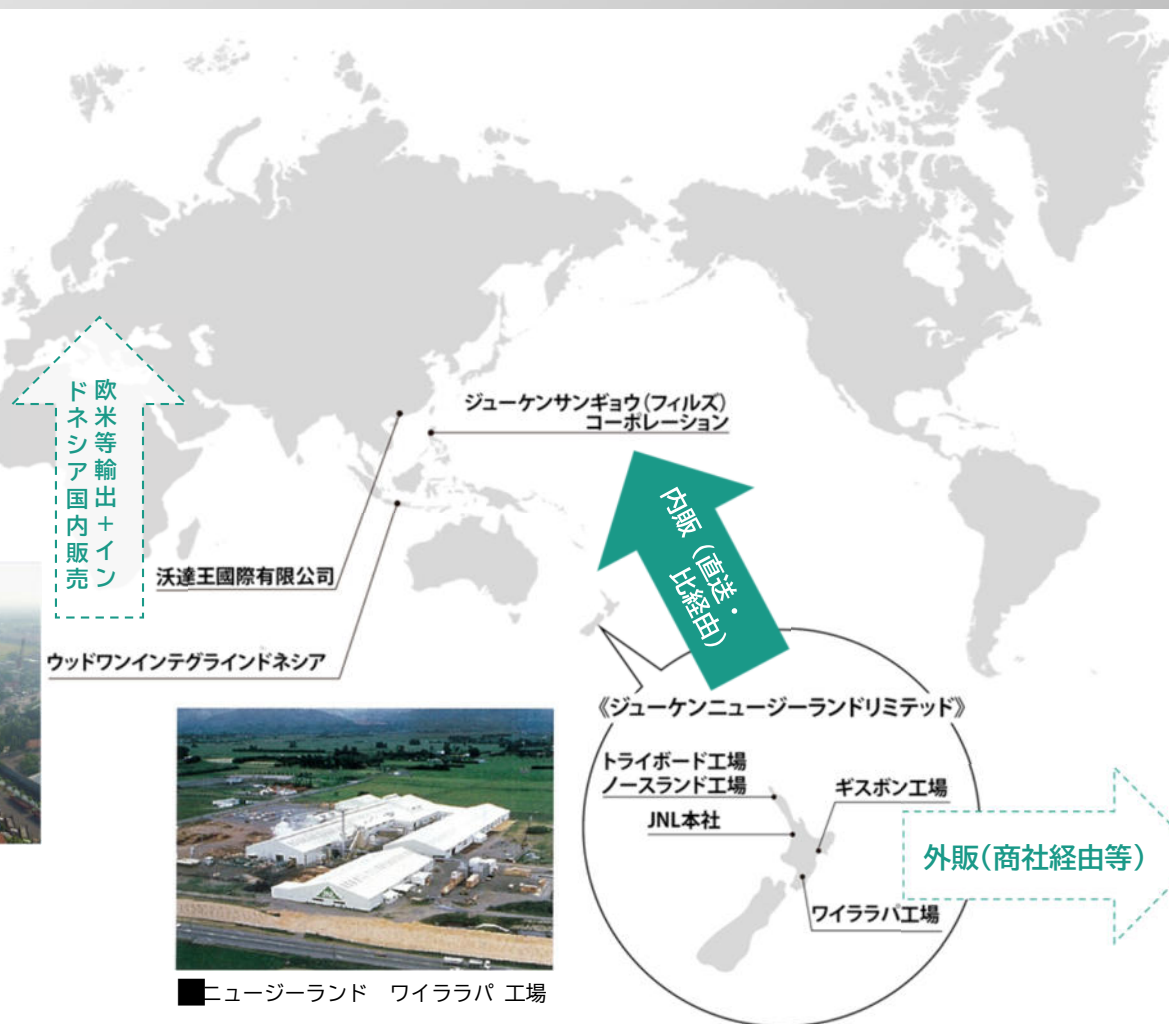 欧米等輸出＋イン
ドネシア国内販売
ジューケンサンギョウ(フィルズ)
コーポレーション
内販（直送・
比経由）
沃達王國際有限公司
ウッドワンインテグラインドネシア
《ジューケンニュージーランドリミテッド》
トライボード工場
ノースランド工場
ギスボン工場
JNL本社
外販(商社経由等)
ワイララパ工場
■ニュージーランド　ワイララパ 工場